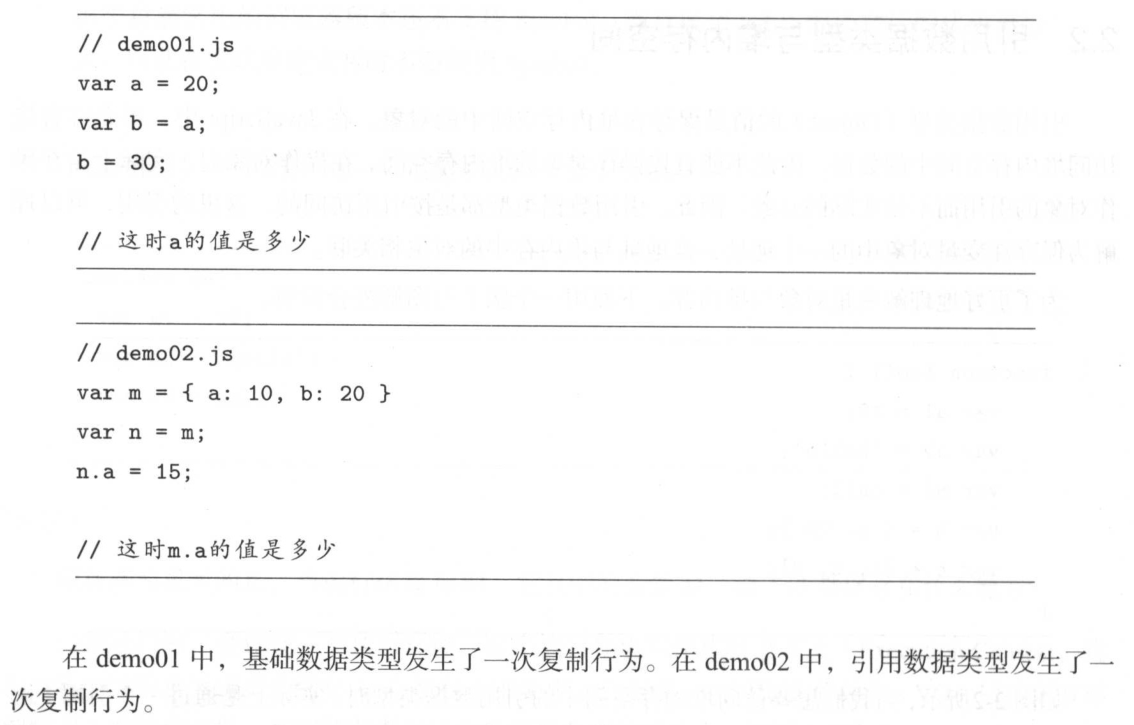 // demo01.js
var a = 20;
var b = a;
b = 30;
// 这时a的值是多少
// demo02.js
var m = { a: 10, b: 20 }
var n = m;
n.a = 15;
// 这时m.a的值是多少
在 demo01 中，基础数据类型发生了一次复制行为。在 demo02 中，引用数据类型发生了一
次复制行为。